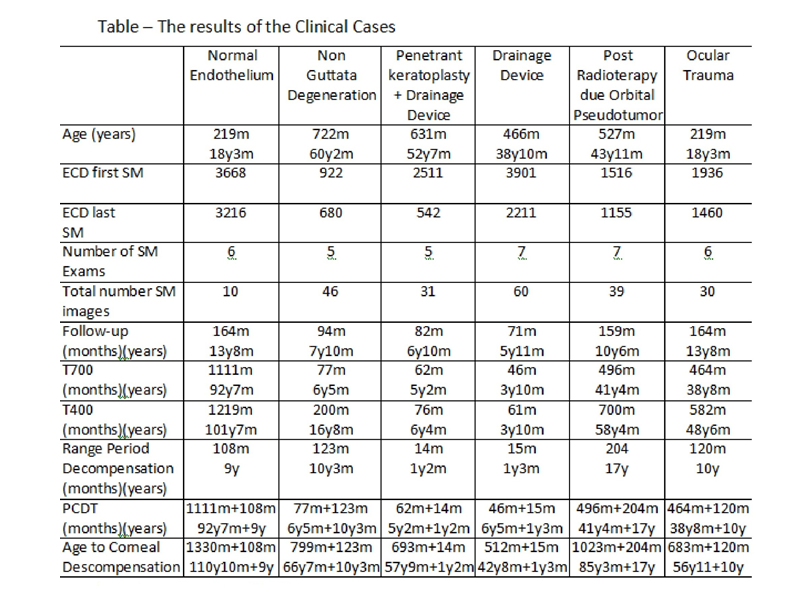 Table – The results of the Clinical Cases
Normal Non Penetrant Drainage Post Ocular
Endothelium Guttata keratoplasty Device Radioterapy Trauma
Degeneration + Drainage due Orbital
Device Pseudotumor
Age (years) 219m 722m 631m 466m 527m 219m
18y3m 60y2m 52y7m 38y10m 43y11m 18y3m
ECD first SM 3668 922 2511 3901 1516 1936
ECD last 3216 680 542 2211 1155 1460
SM
Number of SM 6 5 5 7 7 6
Exams
Total number SM 10 46 31 60 39 30
images
Follow-up 164m 94m 82m 71m 159m 164m
(months)(years) 13y8m 7y10m 6y10m 5y11m 10y6m 13y8m
T700 1111m 77m 62m 46m 496m 464m
(months)(years) 92y7m 6y5m 5y2m 3y10m 41y4m 38y8m
T400 1219m 200m 76m 61m 700m 582m
(months)(years) 101y7m 16y8m 6y4m 3y10m 58y4m 48y6m
Range Period 108m 123m 14m 15m 204 120m
Decompensation 9y 10y3m 1y2m 1y3m 17y 10y
(months)(years)
PCDT 1111m+108m 77m+123m 62m+14m 46m+15m 496m+204m 464m+120m
(months)(years) 92y7m+9y 6y5m+10y3m 5y2m+1y2m 6y5m+1y3m 41y4m+17y 38y8m+10y
Age to Corneal 1330m+108m 799m+123m 693m+14m 512m+15m 1023m+204m 683m+120m
Descompensation 110y10m+9y 66y7m+10y3m 57y9m+1y2m 42y8m+1y3m 85y3m+17y 56y11+10y